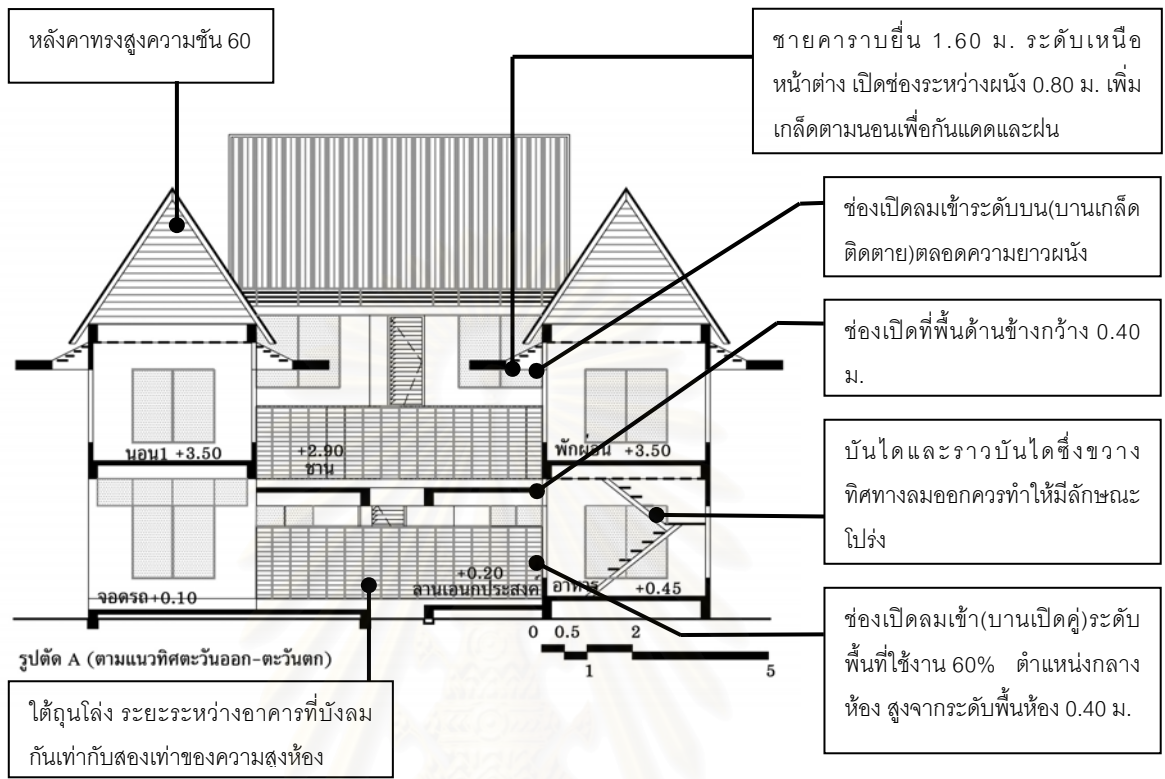 หลังคาทรงสูงความชัน 60
ชายคาราบยื่น 1.60 ม. ระดับเหนือ
หน้าต่าง เปิดช่องระหว่างผนัง 0.80 ม. เพิ่ม
เกล็ดตามนอนเพื่อกันแดดและฝน
ช่องเปิดลมเข้าระดับบน(บานเกล็ด
ติดตาย)ตลอดความยาวผนัง
ช่องเปิดที่พื้นด้านข้างกว้าง 0.40
ม.
บันไดและราวบันไดซึ่งขวาง
ทิศทางลมออกควรทำให้มีลักษณะ
โปร่ง
ช่องเปิดลมเข้า(บานเปิดคู่)ระดับ
พื้นที่ใช้งาน 60% ตำแหน่งกลาง
ห้อง สูงจากระดับพื้นห้อง 0.40 ม.
นอน1 +3.50
+2.90
ชาน
พักผ่อน +3.50
จอดรถ+0.10
+0.20
ลานเอนกประสงค์
อาหาร +0.45
0 0.5 2
1 5
รูปตัด A (ตามแนวทิศตะวันออก-ตะวันตก)
ใต้ถุนโล่ง ระยะระหว่างอาคารที่บังลม
กันเท่ากับสองเท่าของความสูงห้อง